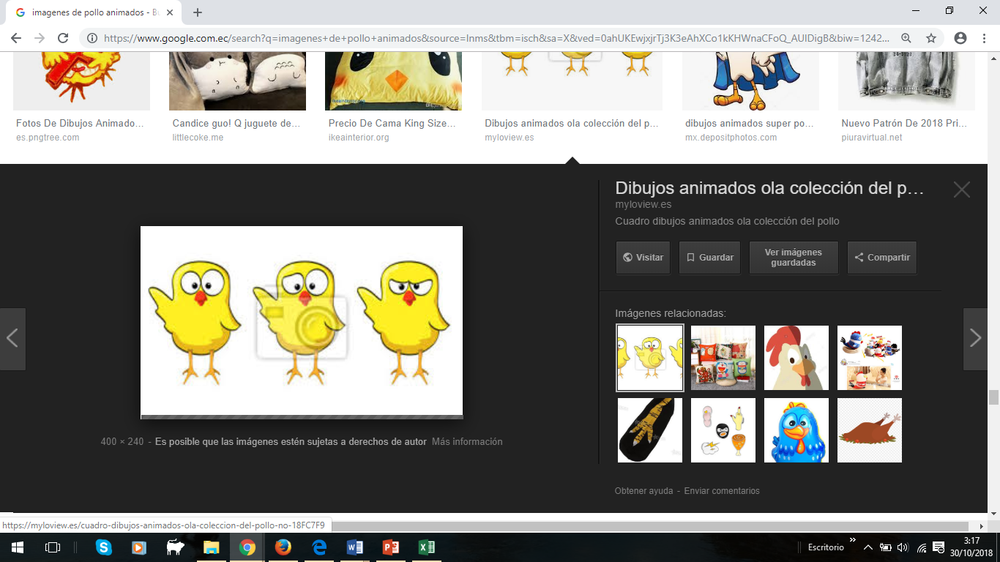 imagenes de pollo animados - Bu
https://www.google.com.ec/search?q=imagenes+de+pollo+animados&source=lnms&tbm=isch&sa=X&ved=0ahUKEwjxjrTj3K3eAhXCo1kKHWnaCFoQ_AUIDigB&biw=1242...
Fotos De Dibujos Animado...
es.pngtree.com
Candice guo! Q juguete de...
littlecoke.me
ikeainterior.org
Precio De Cama King Size...
ikeainterior.org
Dibujos animados ola colección del p...
myloview.es
dibujos animados super po...
mx.depositphotos.com
Nuevo Patrón De 2018 Pri...
piuravirtual.net
Dibujos animados ola colección del p...
myloview.es
Cuadro dibujos animados ola colección del pollo
Visitar
Guardar
Ver imágenes
guardadas
Compartir
Imágenes relacionadas:
400 × 240 - Es posible que las imágenes estén sujetas a derechos de autor Más información
Obtener ayuda - Enviar comentarios
https://myloview.es/cuadro-dibujos-animados-ola-coleccion-del-pollo-no-18FC7F9
Escritorio
3:17
30/10/2018